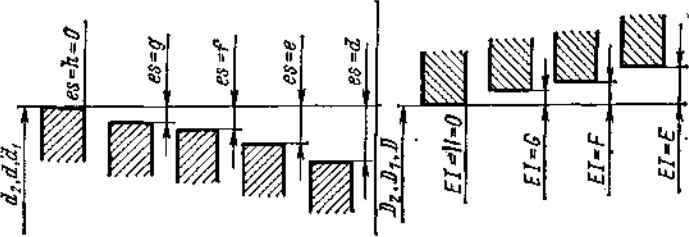 d₂,d,d₁
es=h=0
es=g
es=f
es=e
es=d
D₂,D₁,D
EI=H=0
EI=G
EI=F
EI=E